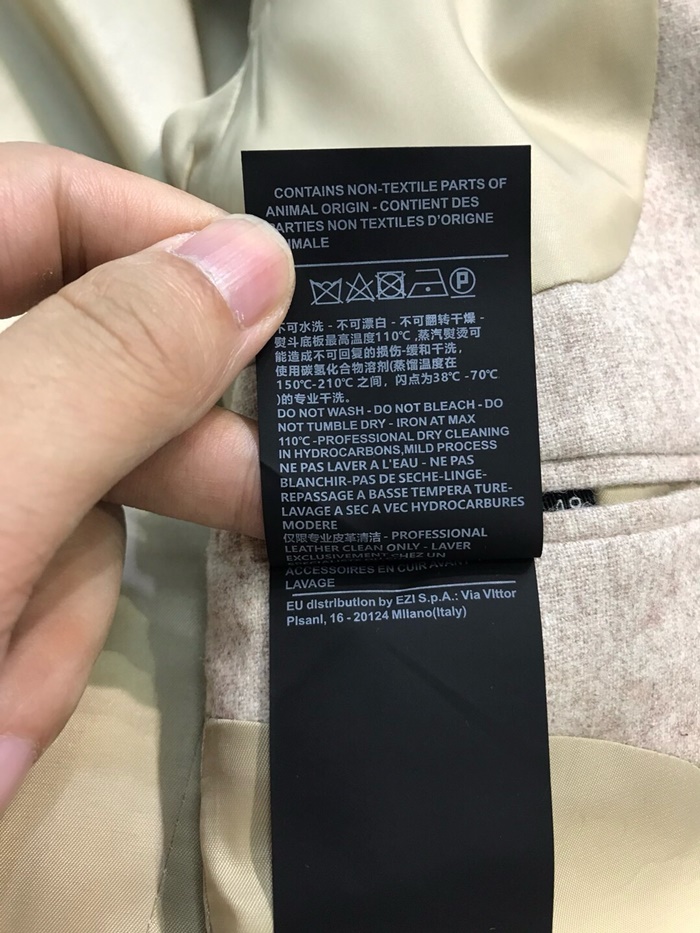 CONTAINS NON-TEXTILE PARTS OF
ANIMAL ORIGIN - CONTIENT DES
PARTIES NON TEXTILES D'ORIGNE
NIMALE
P
不可水洗 - 不可漂白 - 不可翻转干燥 -
熨斗底板最高温度110℃ ,蒸汽熨烫可
能造成不可回复的损伤-缓和干洗,
使用碳氢化合物溶剂(蒸馏温度在
150℃-210℃ 之间，闪点为38℃ -70℃
)的专业干洗。
DO NOT WASH - DO NOT BLEACH - DO
NOT TUMBLE DRY - IRON AT MAX
110℃ -PROFESSIONAL DRY CLEANING
IN HYDROCARBONS,MILD PROCESS
NE PAS LAVER A L'EAU - NE PAS
BLANCHIR-PAS DE SECHE-LINGE-
REPASSAGE A BASSE TEMPERA TURE-
LAVAGE A SEC A VEC HYDROCARBURES
MODERE
仅限专业皮革清洁 - PROFESSIONAL
LEATHER CLEAN ONLY - LAVER
EXCLUSIVEMENT CHEZ UN
ACCESSOIRES EN CUIR AVANT
LAVAGE
EU distribution by EZI S.p.A.: Via Vittor
Pisani, 16 - 20124 Milano(Italy)